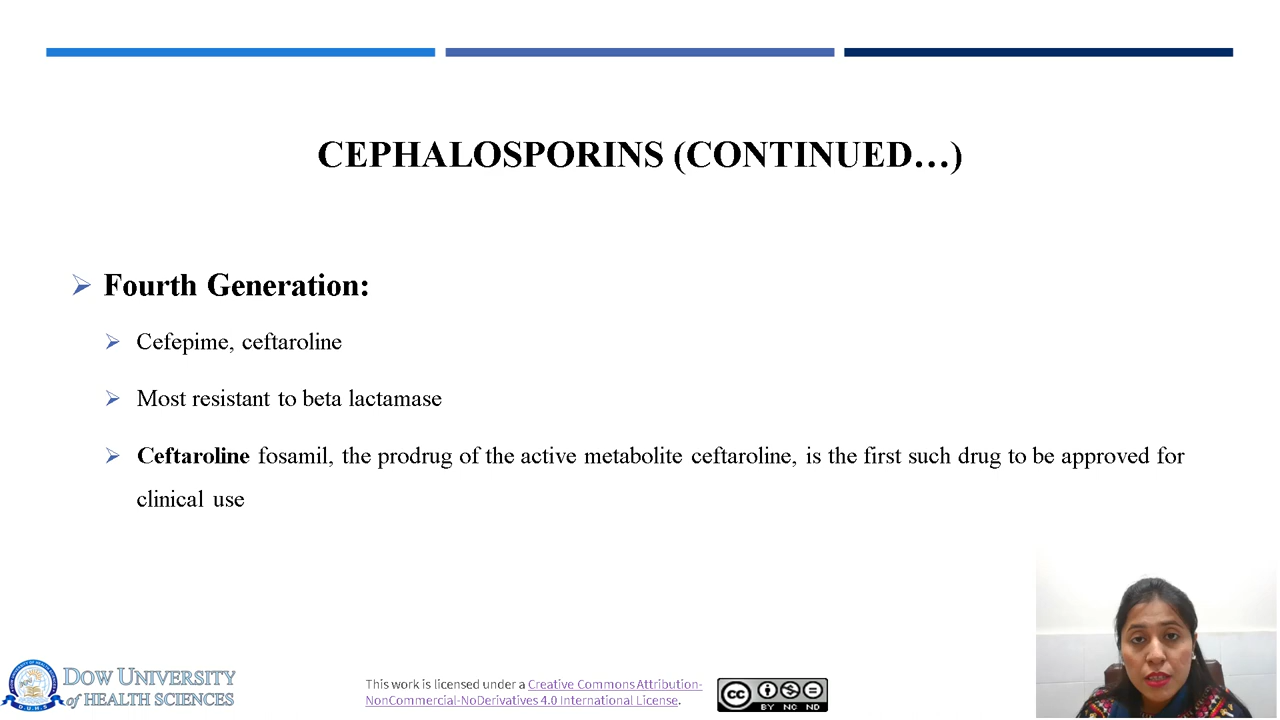 CEPHALOSPORINS (CONTINUED…)
Fourth Generation:
Cefepime, ceftaroline
Most resistant to beta lactamase
Ceftaroline fosamil, the prodrug of the active metabolite ceftaroline, is the first such drug to be approved for
clinical use
DOW UNIVERSITY
of HEALTH SCIENCES
This work is licensed under a Creative Commons Attribution-
NonCommercial-NoDerivatives 4.0 International License.
cc
BY NC ND